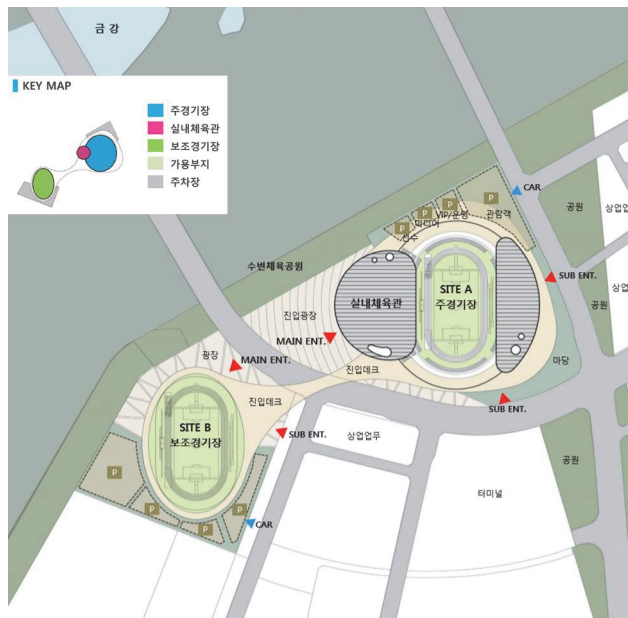 금 강
KEY MAP
주경기장
실내체육관
보조경기장
가용부지
주차장
CAR
공원
상업업
P
관람객
P
VIP/운영
P
미디어
P
선수
수변체육공원
SUB ENT.
SITE A
주경기장
실내체육관
공원
상업
진입광장
MAIN ENT.
광장
MAIN ENT.
진입데크
마당
진입데크
SUB ENT.
SITE B
보조경기장
SUB ENT.
상업업무
공원
터미널
P
P
P
P
CAR